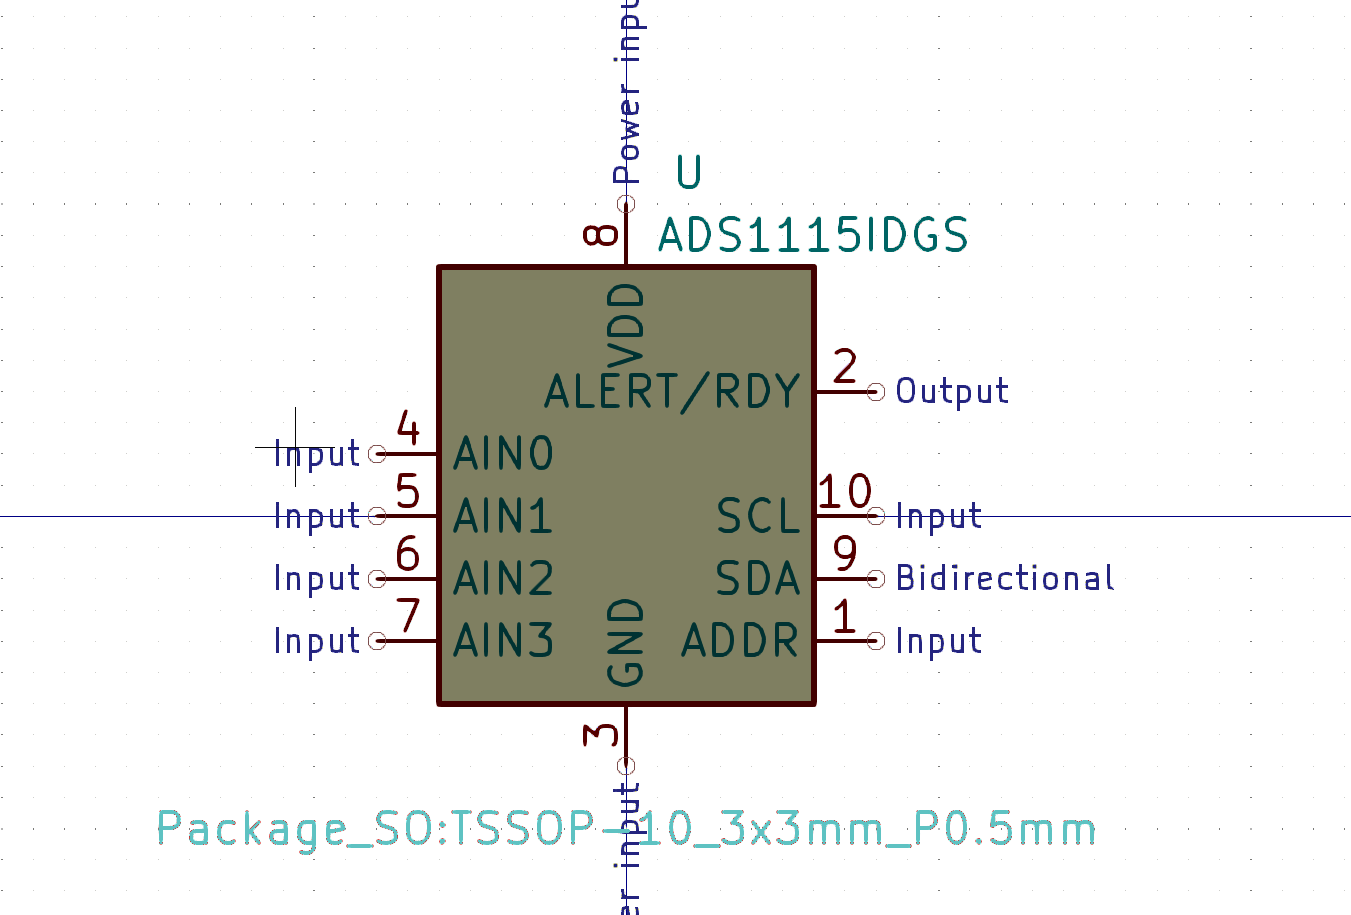 Power input
U
8
ADS1115IDGS
VDD
2
ALERT/RDY
Output
4
Input
AIN0
5
10
Input
AIN1
SCL
Input
6
9
Input
AIN2
SDA
Bidirectional
7
1
Input
AIN3
GND
ADDR
Input
3
Package_SO:TSSOP-10_3x3mm_P0.5mm
er input